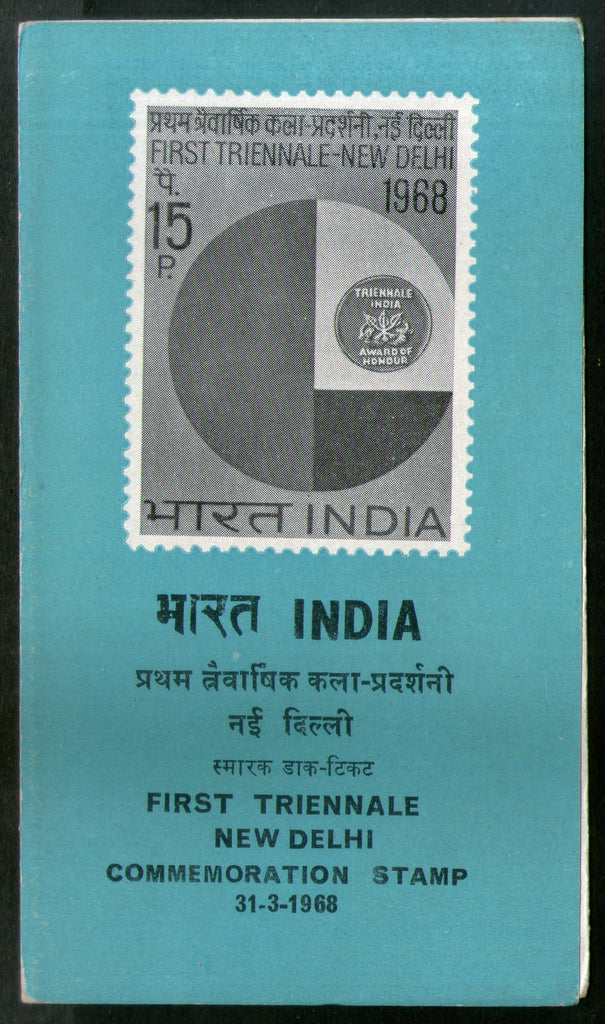 प्रथम त्रैवार्षिक कला-प्रदर्शनी,नई दिल्ली
FIRST TRIENNALE-NEW DELHI
पै.
1968
15
P.
TRIENNALE
INDIA
AWARD OF
HONOUR
भारत INDIA
भारत INDIA
प्रथम त्रैवार्षिक कला-प्रदर्शनी
नई दिल्ली
स्मारक डाक-टिकट
FIRST TRIENNALE
NEW DELHI
COMMEMORATION STAMP
31-3-1968